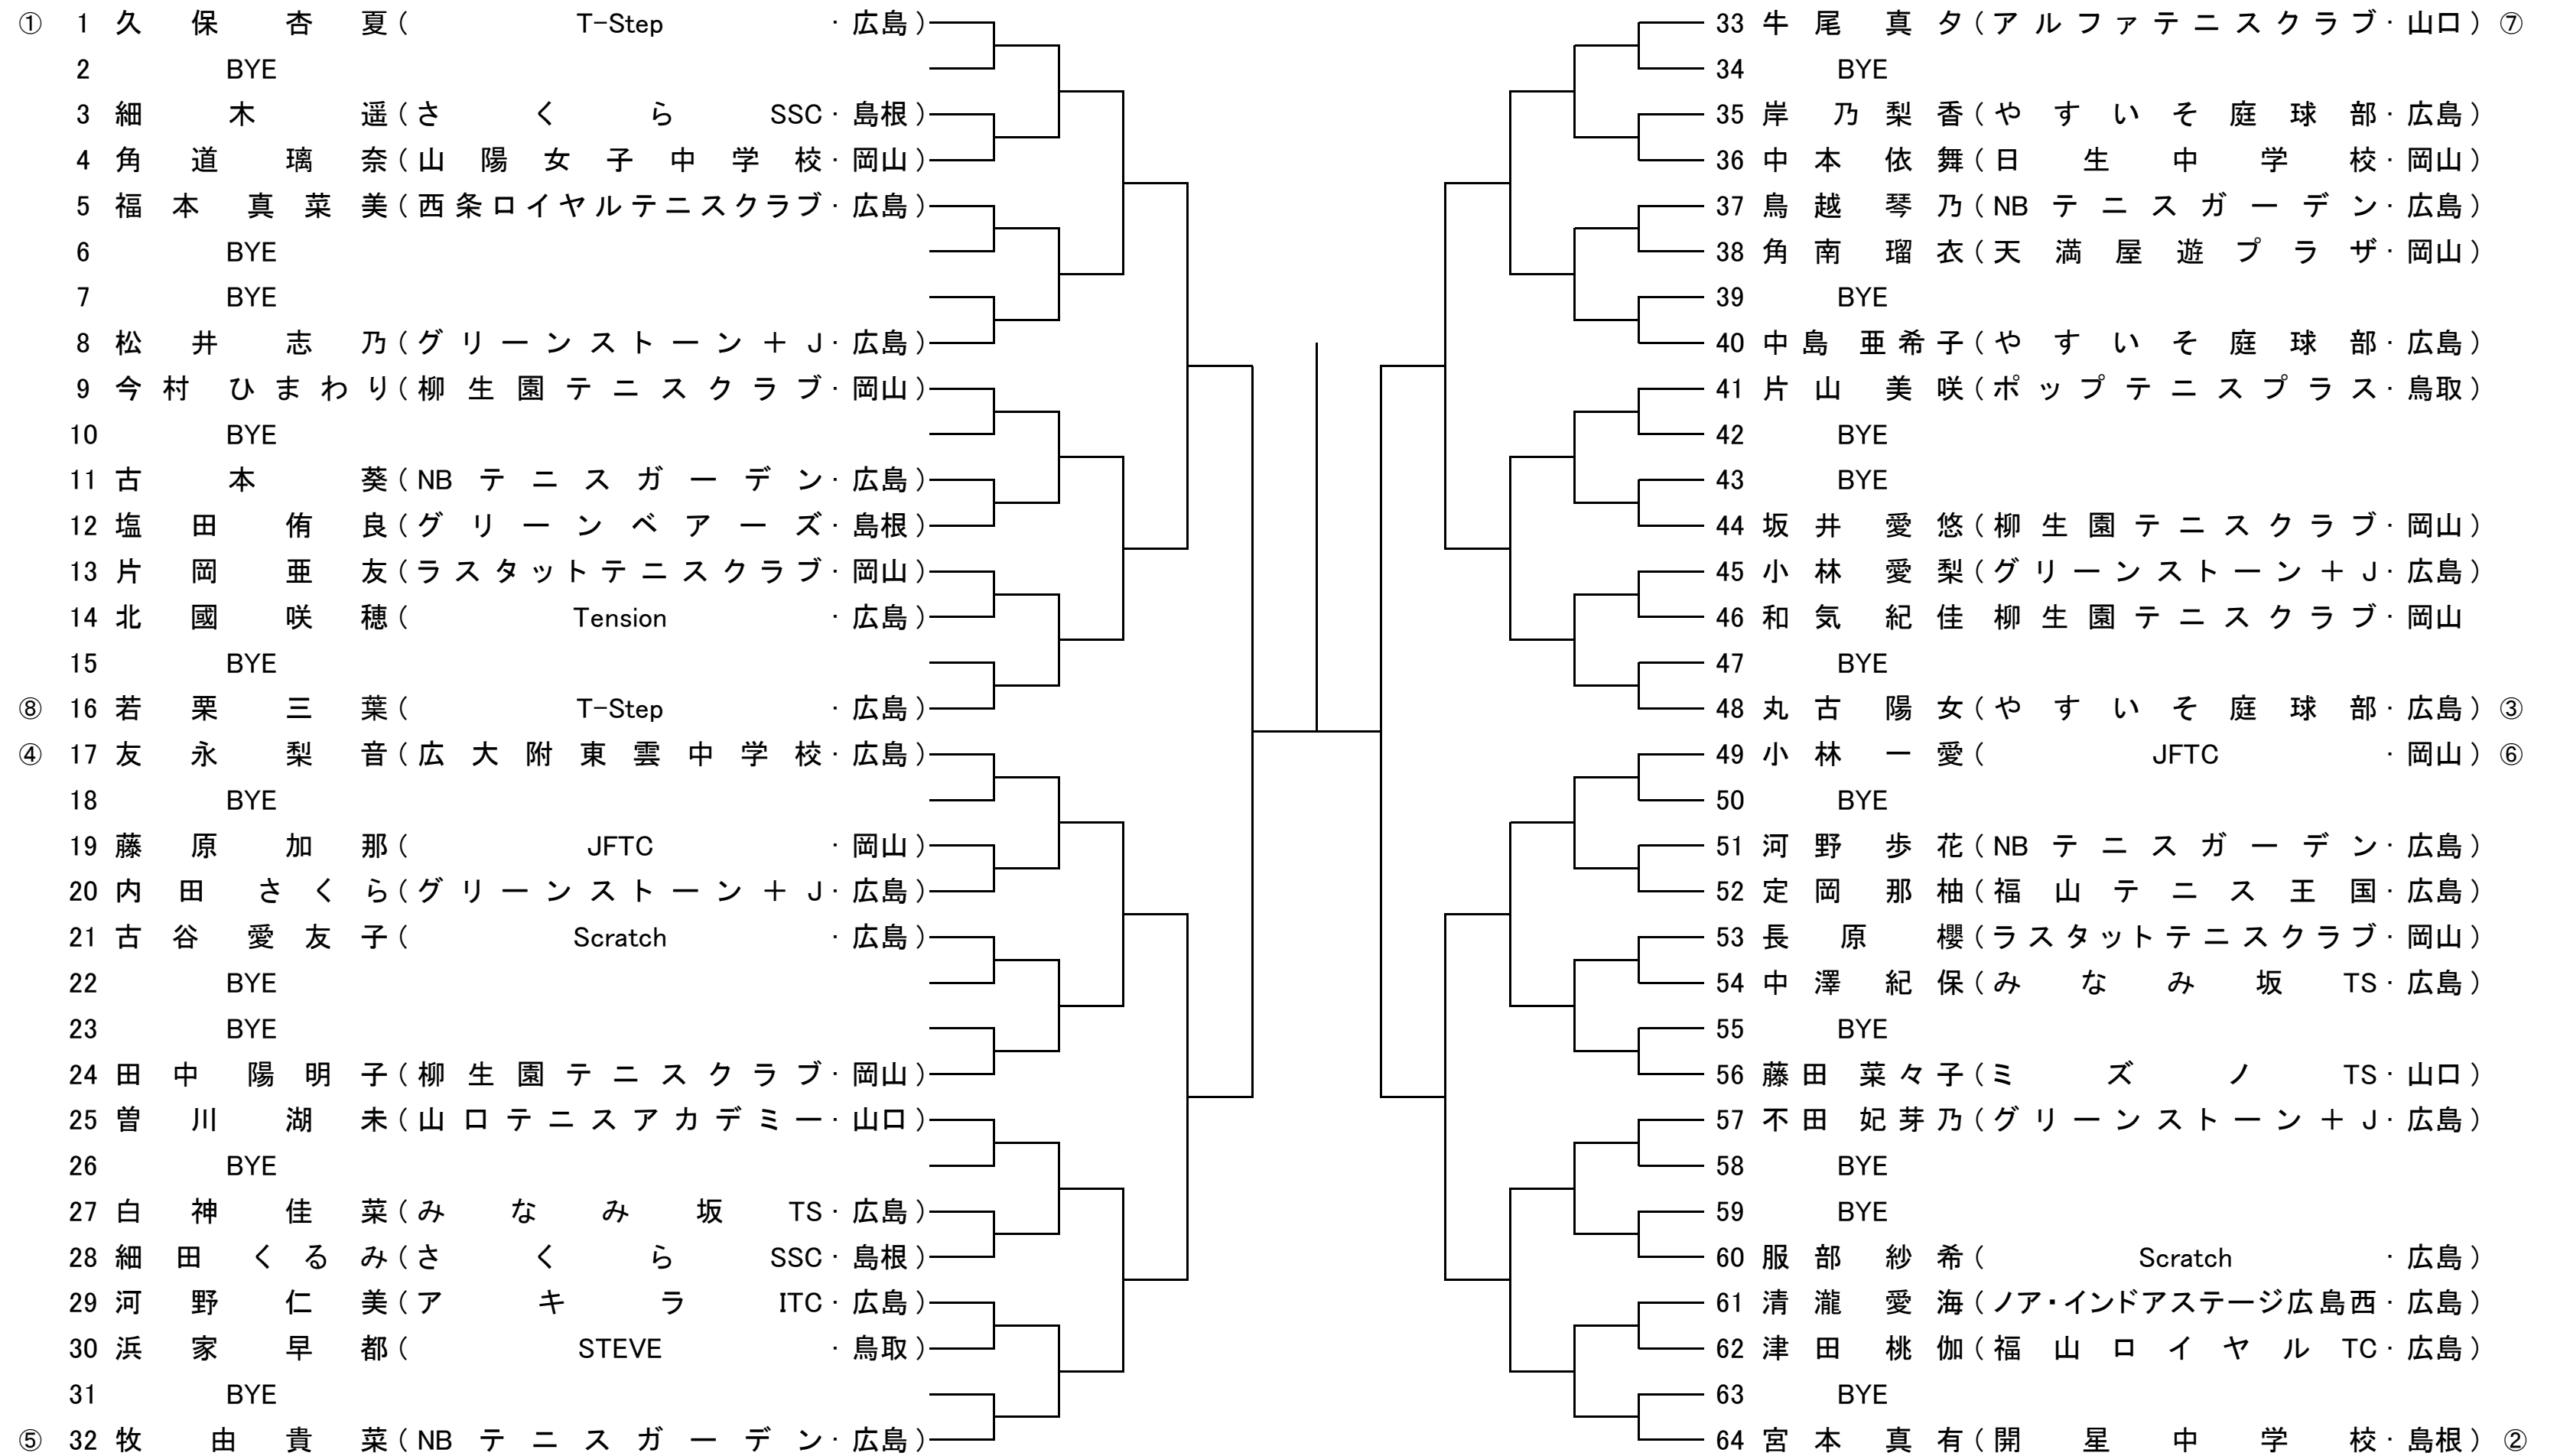 ① 1 久保 杏夏 ( T-Step ・ 広島 )
2 BYE
3 細木 遥 ( さくら SSC ・ 島根 )
4 角道 璃奈 ( 山陽女子中学校 ・ 岡山 )
5 福本 真菜美 ( 西条ロイヤルテニスクラブ ・ 広島 )
6 BYE
7 BYE
8 松井 志乃 ( グリーンストーン+J ・ 広島 )
9 今村 ひまわり ( 柳生園テニスクラブ ・ 岡山 )
10 BYE
11 古本 葵 ( NB テニスガーデン ・ 広島 )
12 塩田 侑良 ( グリーンベアーズ ・ 島根 )
13 片岡 亜友 ( ラスタットテニスクラブ ・ 岡山 )
14 北國 咲穂 ( Tension ・ 広島 )
15 BYE
⑧ 16 若栗 三葉 ( T-Step ・ 広島 )
④ 17 友永 梨音 ( 広大附東雲中学校 ・ 広島 )
18 BYE
19 藤原 加那 ( JFTC ・ 岡山 )
20 内田 さくら ( グリーンストーン+J ・ 広島 )
21 古谷 愛友子 ( Scratch ・ 広島 )
22 BYE
23 BYE
24 田中 陽明子 ( 柳生園テニスクラブ ・ 岡山 )
25 曽川 湖未 ( 山口テニスアカデミー ・ 山口 )
26 BYE
27 白神 佳菜 ( みなみ坂 TS ・ 広島 )
28 細田 くるみ ( さくら SSC ・ 島根 )
29 河野 仁美 ( アキラ ITC ・ 広島 )
30 浜家 早都 ( STEVE ・ 鳥取 )
31 BYE
⑤ 32 牧 由貴菜 ( NB テニスガーデン ・ 広島 )
33 牛尾 真夕 ( アルファテニスクラブ ・ 山口 ) ⑦
34 BYE
35 岸 乃梨香 ( やすいそ庭球部 ・ 広島 )
36 中本 依舞 ( 日生中学校 ・ 岡山 )
37 鳥越 琴乃 ( NB テニスガーデン ・ 広島 )
38 角南 瑠衣 ( 天満屋遊プラザ ・ 岡山 )
39 BYE
40 中島 亜希子 ( やすいそ庭球部 ・ 広島 )
41 片山 美咲 ( ポップテニスプラス ・ 鳥取 )
42 BYE
43 BYE
44 坂井 愛悠 ( 柳生園テニスクラブ ・ 岡山 )
45 小林 愛梨 ( グリーンストーン+J ・ 広島 )
46 和気 紀佳 柳生園テニスクラブ ・ 岡山
47 BYE
48 丸古 陽女 ( やすいそ庭球部 ・ 広島 ) ③
49 小林 一愛 ( JFTC ・ 岡山 ) ⑥
50 BYE
51 河野 歩花 ( NB テニスガーデン ・ 広島 )
52 定岡 那柚 ( 福山テニス王国 ・ 広島 )
53 長原 櫻 ( ラスタットテニスクラブ ・ 岡山 )
54 中澤 紀保 ( みなみ坂 TS ・ 広島 )
55 BYE
56 藤田 菜々子 ( ミズノ TS ・ 山口 )
57 不田 妃芽乃 ( グリーンストーン+J ・ 広島 )
58 BYE
59 BYE
60 服部 紗希 ( Scratch ・ 広島 )
61 清瀧 愛海 ( ノア・インドアステージ広島西 ・ 広島 )
62 津田 桃伽 ( 福山ロイヤル TC ・ 広島 )
63 BYE
64 宮本 真有 ( 開星中学校 ・ 島根 ) ②